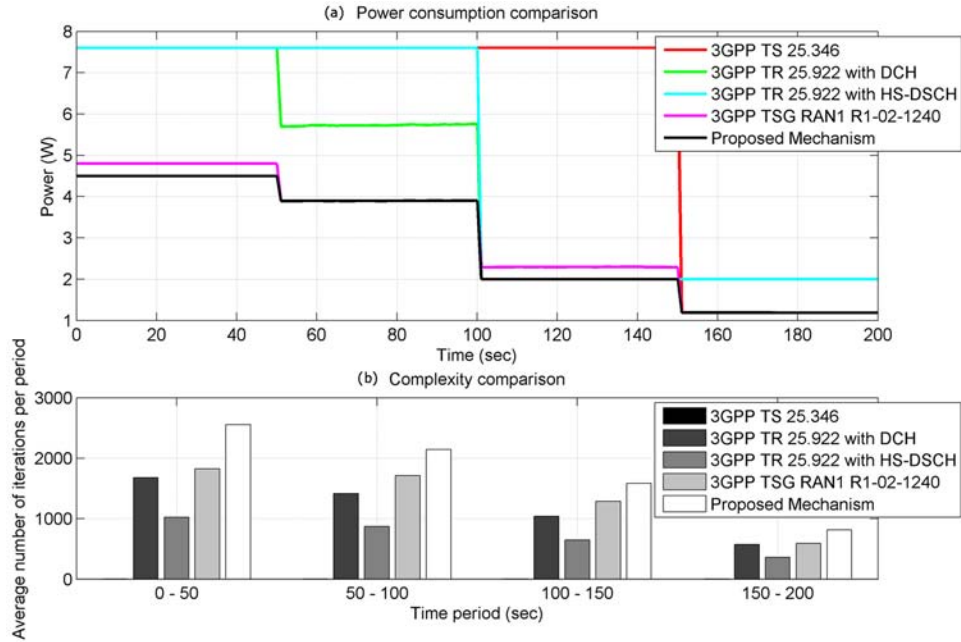 (a) Power consumption comparison
8
7
6
5
4
3
2
1
Power (W)
0
20
40
60
80
100
120
140
160
180
200
Time (sec)
3GPP TS 25.346
3GPP TR 25.922 with DCH
3GPP TR 25.922 with HS-DSCH
3GPP TSG RAN1 R1-02-1240
Proposed Mechanism
(b) Complexity comparison
Average number of iterations per period
3000
2000
1000
0
0 - 50
50 - 100
100 - 150
150 - 200
Time period (sec)
3GPP TS 25.346
3GPP TR 25.922 with DCH
3GPP TR 25.922 with HS-DSCH
3GPP TSG RAN1 R1-02-1240
Proposed Mechanism